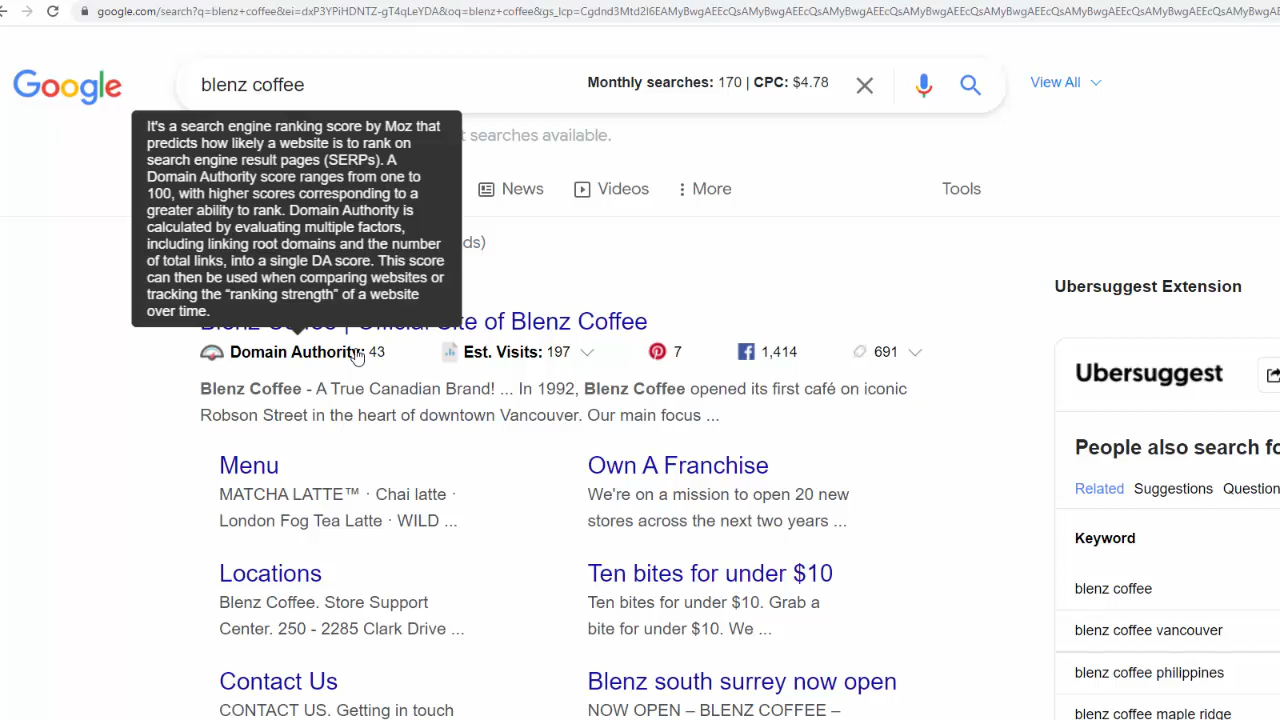 google.com/search?q=blenz+coffee&ei=dxP3YPiHDNTZ-gT4qLeYDA&oq=blenz+coffee&gs_lcp=
Google
blenz coffee
Monthly searches: 170 | CPC: $4.78
View All
It's a search engine ranking score by Moz that
predicts how likely a website is to rank on
search engine result pages (SERPs). A
Domain Authority score ranges from one to
100, with higher scores corresponding to a
greater ability to rank. Domain Authority is
calculated by evaluating multiple factors,
including linking root domains and the number
of total links, into a single DA score. This score
can then be used when comparing websites or
tracking the “ranking strength” of a website
over time.
searches available.
News
Videos
More
Tools
ds)
Blenz Coffee | Official Site of Blenz Coffee
Domain Authority: 43
Est. Visits: 197
7
1,414
691
Blenz Coffee - A True Canadian Brand! ... In 1992, Blenz Coffee opened its first café on iconic
Robson Street in the heart of downtown Vancouver. Our main focus ...
Menu
MATCHA LATTE™ · Chai latte ·
London Fog Tea Latte · WILD ...
Own A Franchise
We're on a mission to open 20 new
stores across the next two years ...
Locations
Blenz Coffee. Store Support
Center. 250 - 2285 Clark Drive ...
Ten bites for under $10
Ten bites for under $10. Grab a
bite for under $10. We ...
Contact Us
CONTACT US. Getting in touch
Blenz south surrey now open
NOW OPEN – BLENZ COFFEE –
Ubersuggest Extension
Ubersuggest
People also search fo
Related
Suggestions
Question
Keyword
blenz coffee
blenz coffee vancouver
blenz coffee philippines
blenz coffee maple ridge